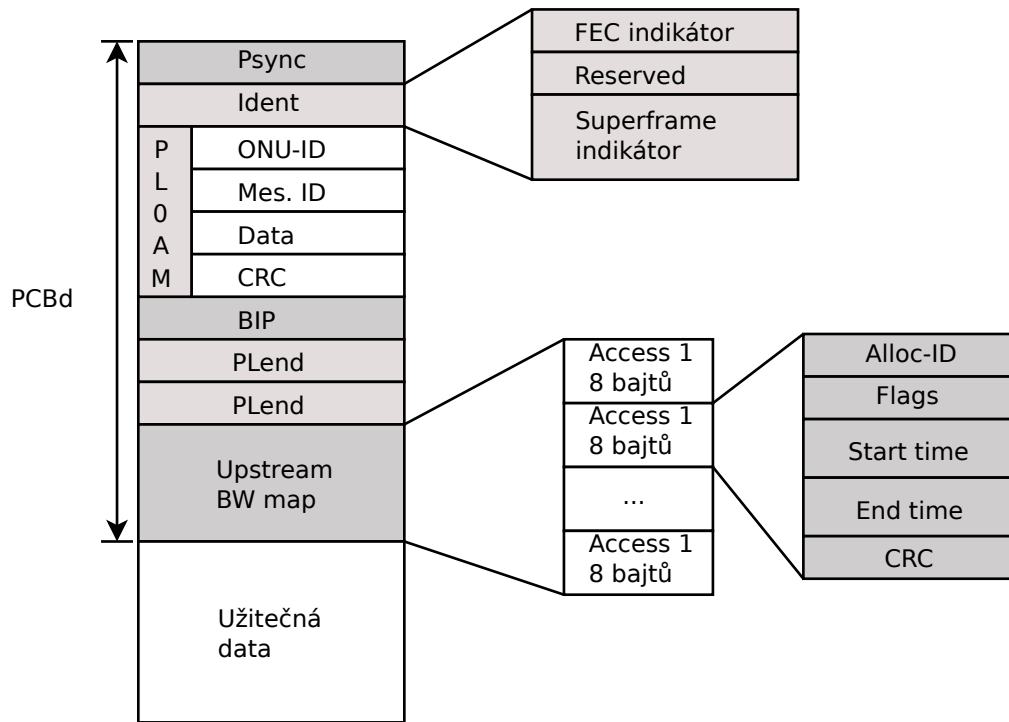 PCBd
Psync
Ident
P
L
0
A
M
ONU-ID
Mes. ID
Data
CRC
BIP
PLend
PLend
Upstream
BW map
Užitečná
data
FEC indikátor
Reserved
Superframe
indikátor
Access 1
8 bajtů
Access 1
8 bajtů
...
Access 1
8 bajtů
Alloc-ID
Flags
Start time
End time
CRC